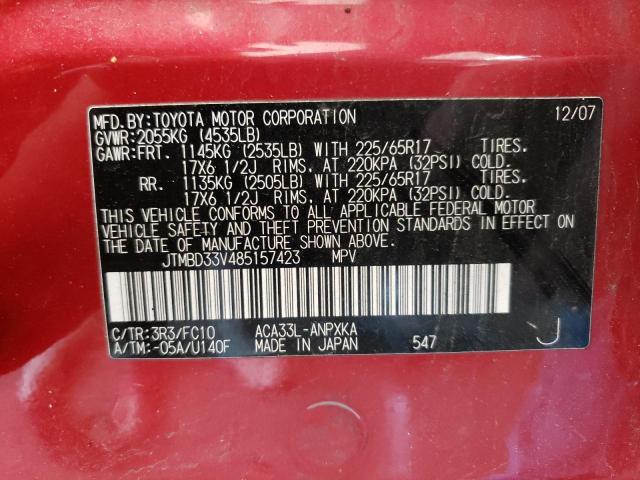 MFD. BY: TOYOTA MOTOR CORPORATION 12/07
GVWR: 2055KG (4535LB)
GAWR: FRT. 1145KG (2535LB) WITH 225/65R17 TIRES.
17X6 1/2J RIMS, AT 220KPA (32PSI) COLD.
RR. 1135KG (2505LB) WITH 225/65R17 TIRES,
17X6 1/2J RIMS, AT 220KPA (32PSI) COLD.
THIS VEHICLE CONFORMS TO ALL APPLICABLE FEDERAL MOTOR
VEHICLE SAFETY AND THEFT PREVENTION STANDARDS IN EFFECT
ON THE DATE OF MANUFACTURE SHOWN ABOVE.
JTMBD33V485157423 MPV
C/TR: 3R3/FC10 ACA33L-ANPXKA
A/TM: -05A/U140F MADE IN JAPAN 547 J